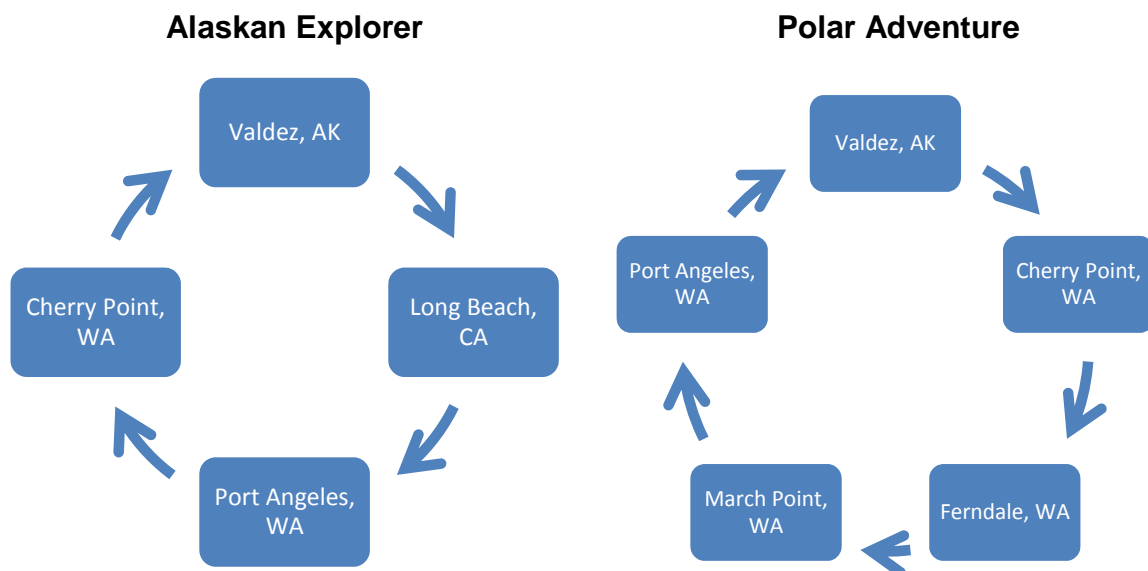 Alaskan Explorer
Valdez, AK
Long Beach,
CA
Port Angeles,
WA
Cherry Point,
WA
Polar Adventure
Valdez, AK
Cherry Point,
WA
Ferndale, WA
March Point,
WA
Port Angeles,
WA